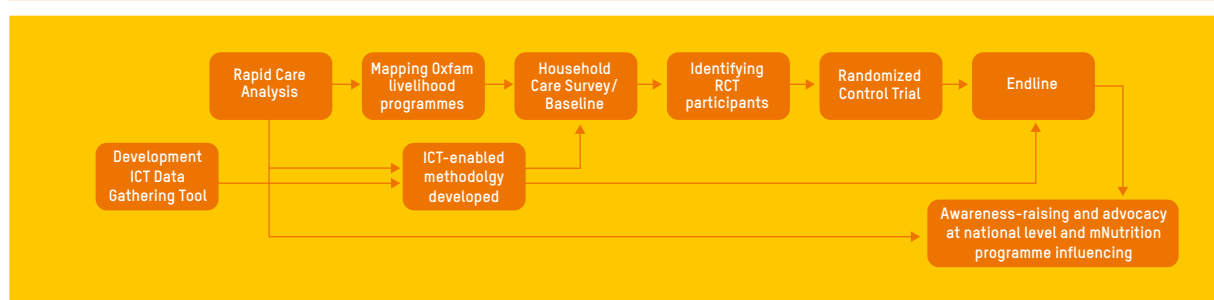 Rapid Care
Analysis
Mapping Oxfam
livelihood
programmes
Household
Care Survey/
Baseline
Identifying
RCT
participants
Randomized
Control Trial
Endline
Development
ICT Data
Gathering Tool
ICT-enabled
methodolgy
developed
Awareness-raising and advocacy
at national level and mNutrition
programme influencing